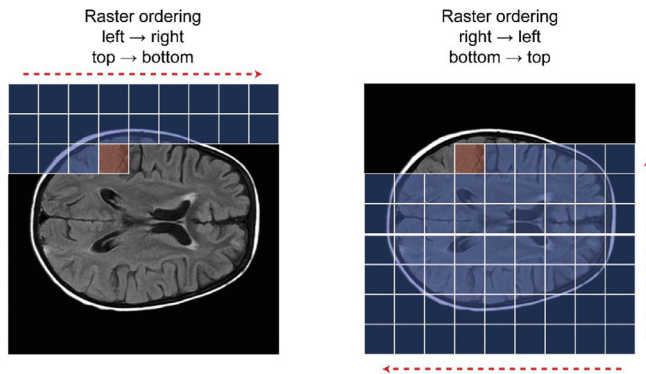 Raster ordering
left → right
top → bottom
Raster ordering
right → left
bottom → top